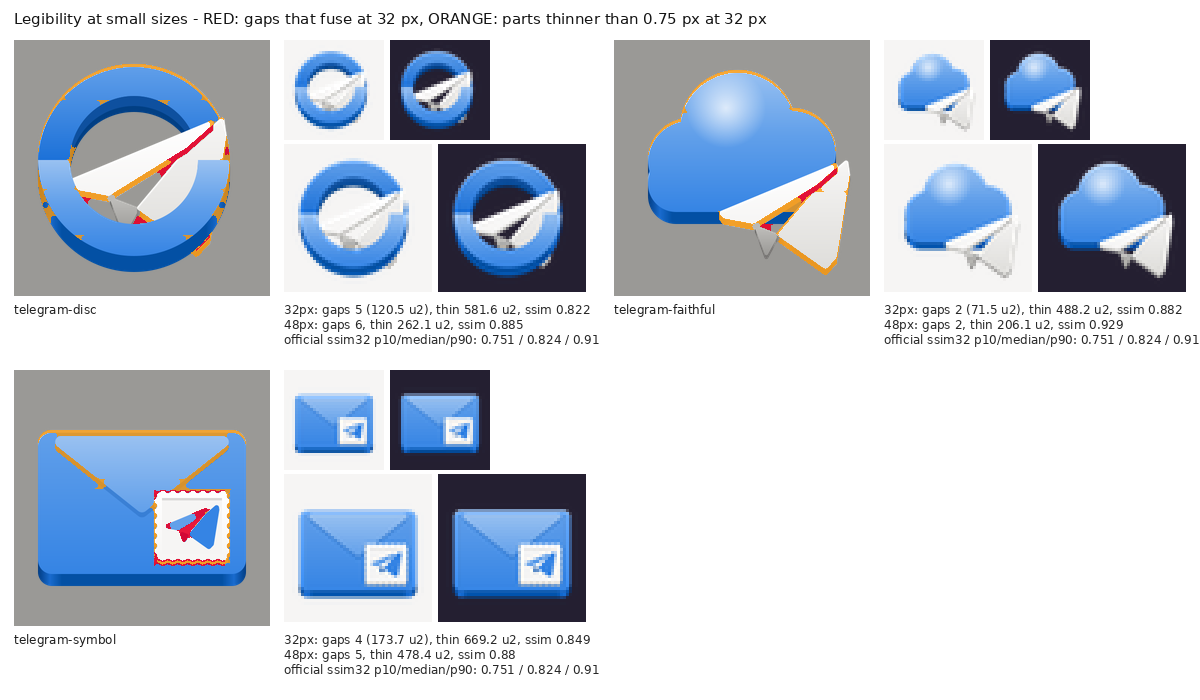 Legibility at small sizes - RED: gaps that fuse at 32 px, ORANGE: parts thinner than 0.75 px at 32 px
telegram-disc
32px: gaps 5 (120.5 u2), thin 581.6 u2, ssim 0.822
48px: gaps 6, thin 262.1 u2, ssim 0.885
official ssim32 p10/median/p90: 0.751 / 0.824 / 0.91
telegram-faithful
32px: gaps 2 (71.5 u2), thin 488.2 u2, ssim 0.882
48px: gaps 2, thin 206.1 u2, ssim 0.929
official ssim32 p10/median/p90: 0.751 / 0.824 / 0.91
telegram-symbol
32px: gaps 4 (173.7 u2), thin 669.2 u2, ssim 0.849
48px: gaps 5, thin 478.4 u2, ssim 0.88
official ssim32 p10/median/p90: 0.751 / 0.824 / 0.91